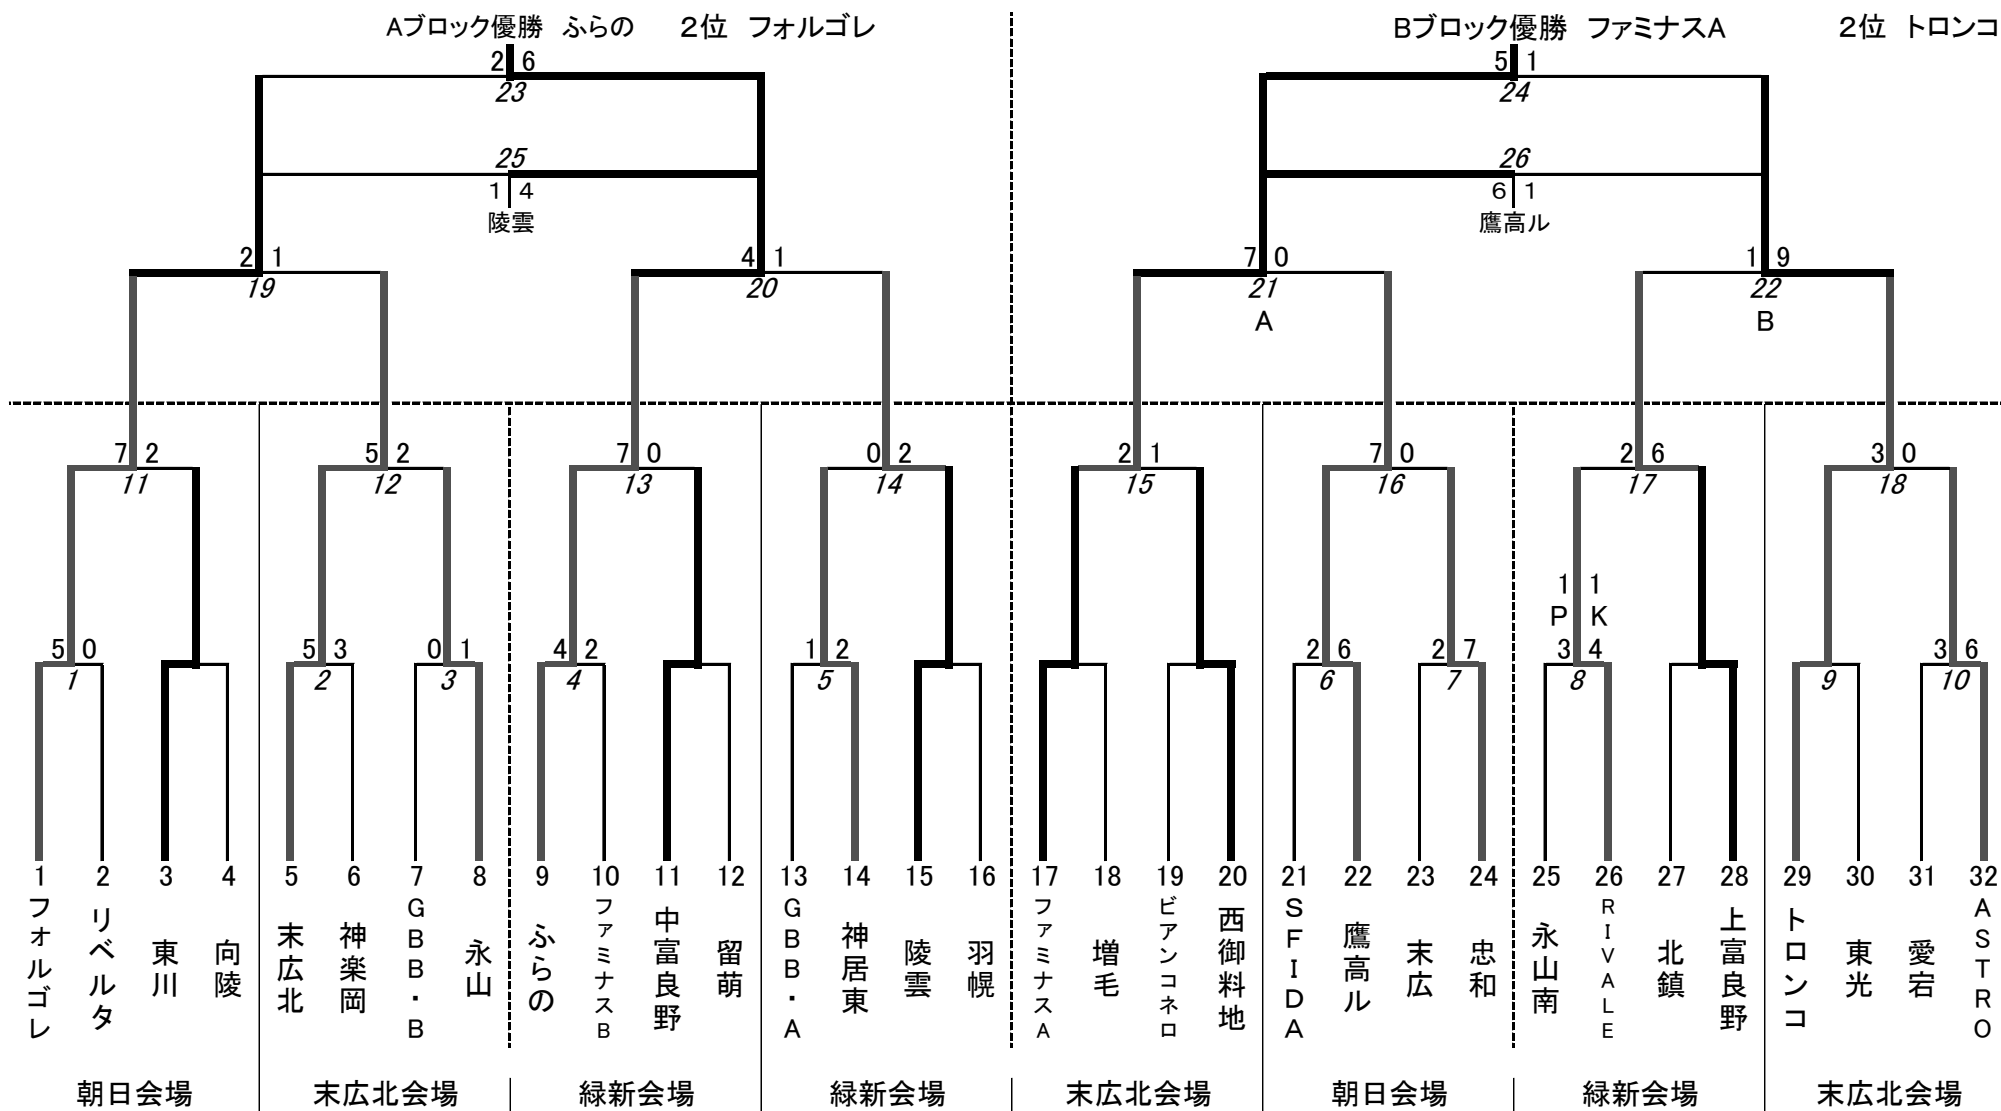 Aブロック優勝 ふらの 2位 フォルゴレ
Bブロック優勝 ファミナスA 2位 トロンコ
2 6
23
5 1
24
25
1 4
陵雲
26
6 1
鷹高ル
2 1
19
4 1
20
7 0
21
A
1 9
22
B
7 2
11
5 2
12
7 0
13
0 2
14
2 1
15
7 0
16
2 6
17
3 0
18
1 1
P K
3 4
8
5 0
1
5 3
2
0 1
3
4 2
4
1 2
5
2 6
6
2 7
7
9
3 6
10
1 フォルゴレ
2 リベルタ
3 東川
4 向陵
5 末広北
6 神楽岡
7 GBB・B
8 永山
9 ふらの
10 ファミナスB
11 中富良野
12 留萌
13 GBB・A
14 神居東
15 陵雲
16 羽幌
17 ファミナスA
18 増毛
19 ビアンコネロ
20 西御料地
21 SFIDA
22 鷹高ル
23 末広
24 忠和
25 永山南
26 RIVALE
27 北鎮
28 上富良野
29 トロンコ
30 東光
31 愛宕
32 ASTRO
朝日会場
末広北会場
緑新会場
緑新会場
末広北会場
朝日会場
緑新会場
末広北会場